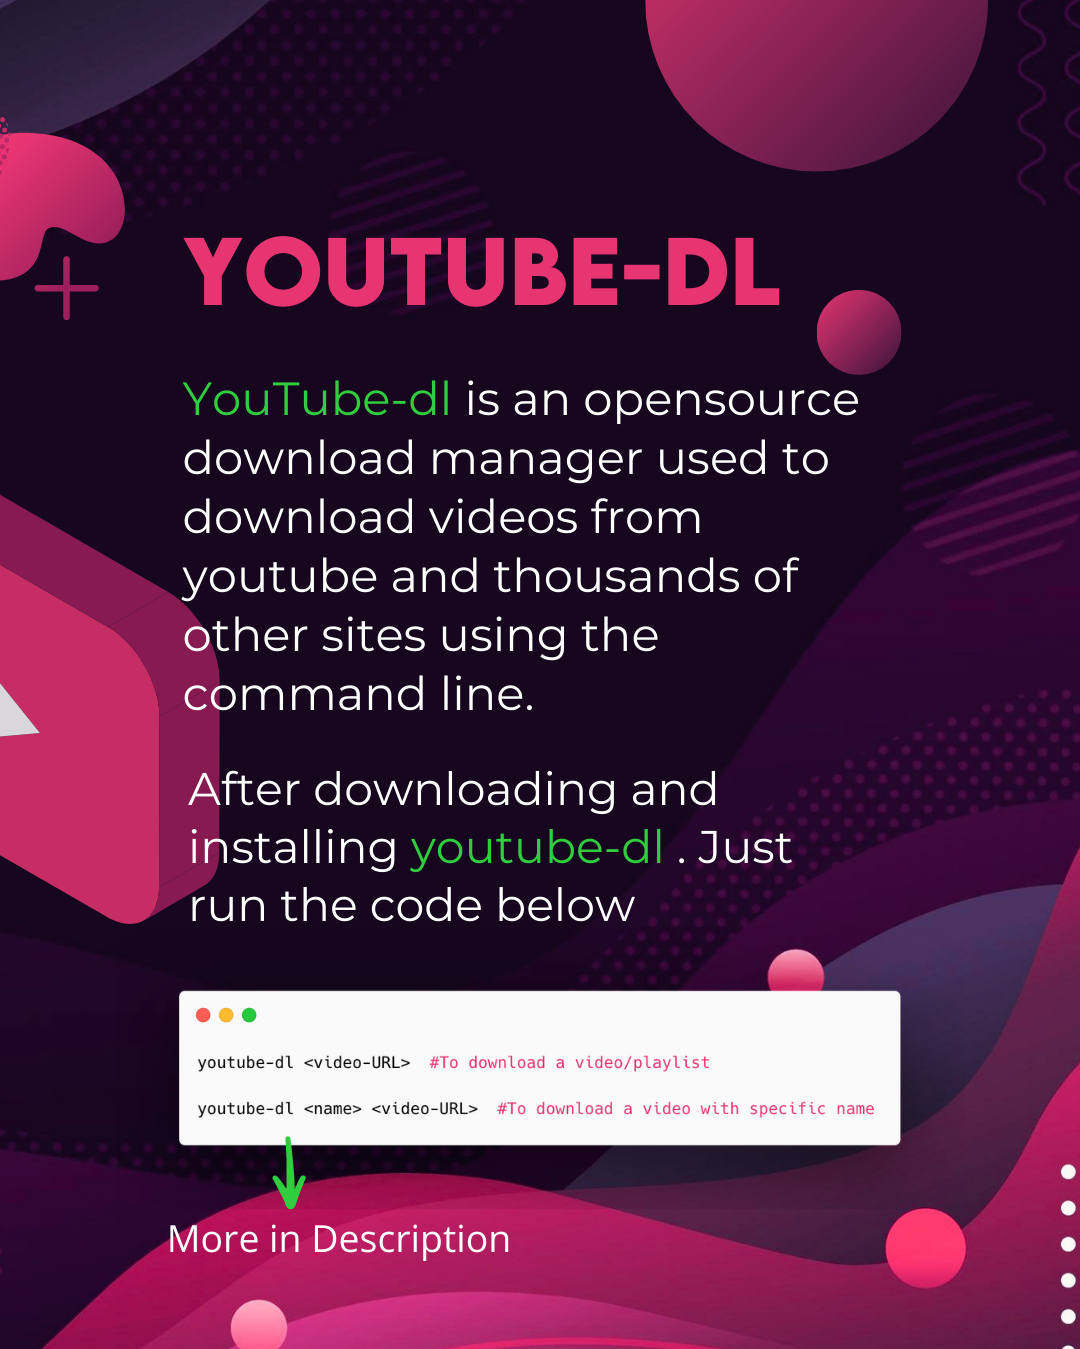 YOUTUBE-DL
YouTube-dl is an opensource
download manager used to
download videos from
youtube and thousands of
other sites using the
command line.
After downloading and
installing youtube-dl . Just
run the code below
youtube-dl <video-URL>  #To download a video/playlist
youtube-dl <name> <video-URL>  #To download a video with specific name
More in Description